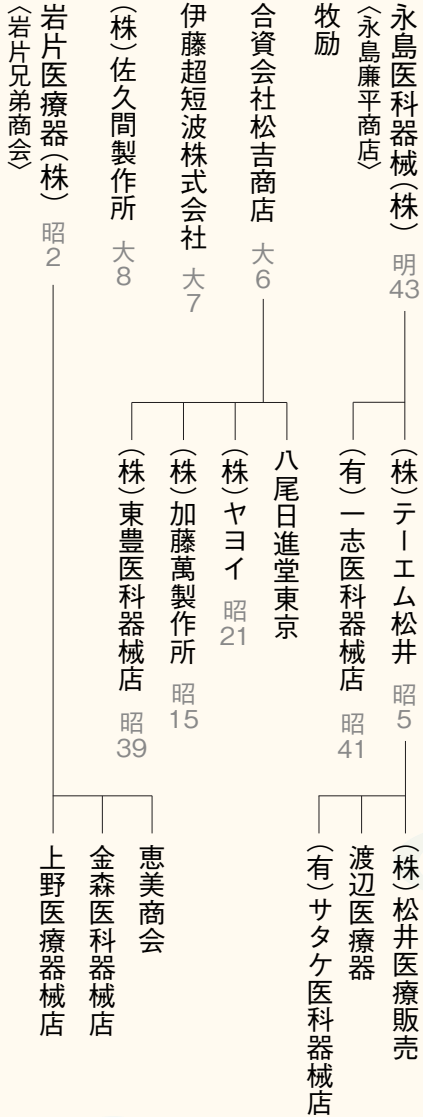 永島医科器械(株) 明43
〈永島廉平商店〉
(株)テーエム松井 昭5
(株)松井医療販売
渡辺医療器
(有)サタケ医科器械店
(有)一志医科器械店 昭41
牧励
合資会社松吉商店 大6
八尾日進堂東京
(株)ヤヨイ 昭21
(株)加藤萬製作所 昭15
(株)東豊医科器械店 昭39
伊藤超短波株式会社 大7
(株)佐久間製作所 大8
岩片医療器(株) 昭2
〈岩片兄弟商会〉
恵美商会
金森医科器械店
上野医療器械店